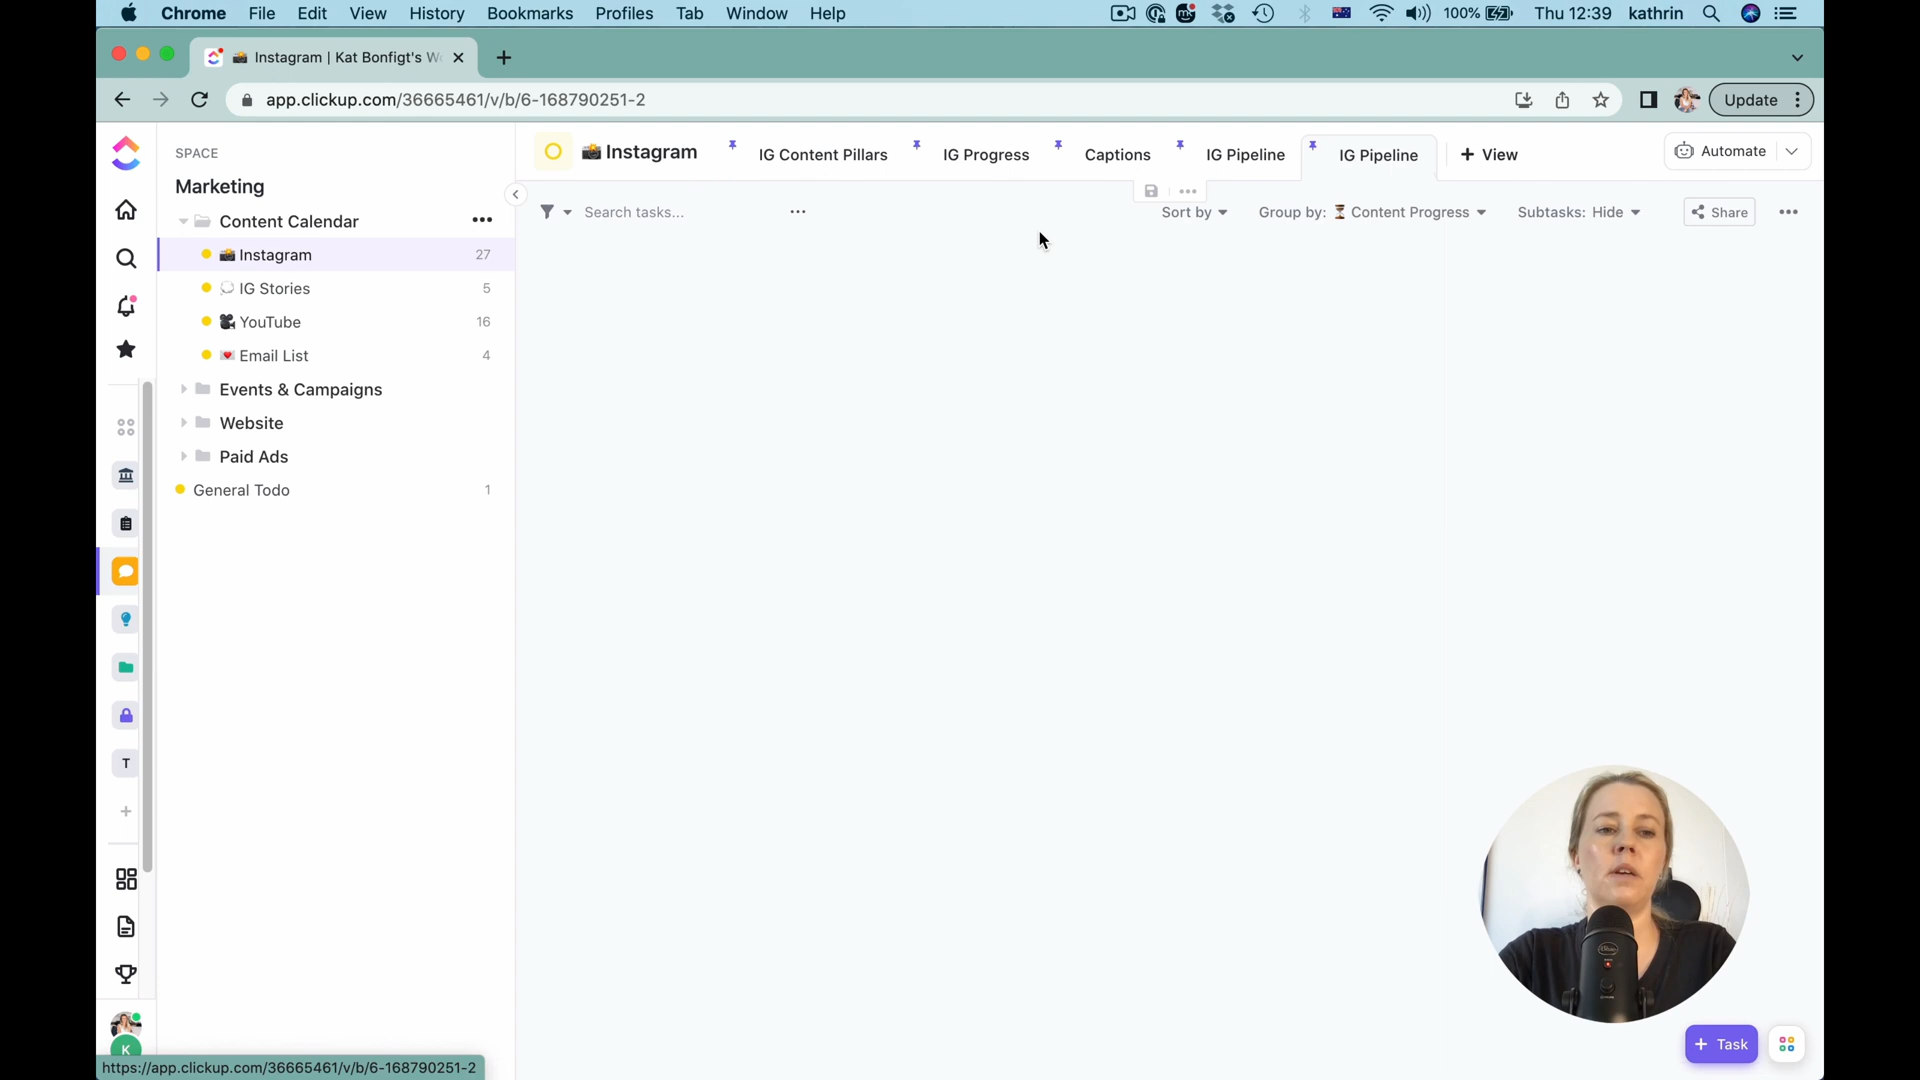 Chrome File Edit View History Bookmarks Profiles Tab Window Help 100% Thu 12:39 kathrin
Instagram | Kat Bonfigt's W
app.clickup.com/36665461/v/b/6-168790251-2 Update
SPACE
Marketing
Instagram IG Content Pillars IG Progress Captions IG Pipeline IG Pipeline + View Automate
Search tasks... Sort by Group by: Content Progress Subtasks: Hide Share
Content Calendar
Instagram 27
IG Stories 5
YouTube 16
Email List 4
Events & Campaigns
Website
Paid Ads
General Todo 1
T
K
+ Task
https://app.clickup.com/36665461/v/b/6-168790251-2